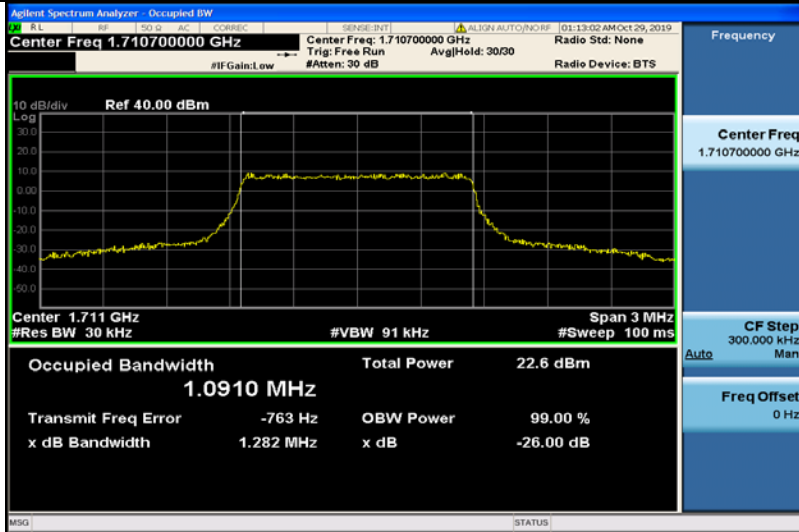 Agilent Spectrum Analyzer - Occupied BW
RL RF 50 Ω AC CORREC SENSE:INT ALIGN AUTO/NO RF 01:13:02 AM Oct 29, 2019
Center Freq 1.710700000 GHz
Center Freq: 1.710700000 GHz
Radio Std: None
Trig: Free Run Avg|Hold: 30/30
#IFGain:Low #Atten: 30 dB Radio Device: BTS
10 dB/div Ref 40.00 dBm
Log
30.0
20.0
10.0
0.00
-10.0
-20.0
-30.0
-40.0
-50.0
Center 1.711 GHz Span 3 MHz
#Res BW 30 kHz #VBW 91 kHz #Sweep 100 ms
Occupied Bandwidth Total Power 22.6 dBm
1.0910 MHz
Transmit Freq Error -763 Hz OBW Power 99.00 %
x dB Bandwidth 1.282 MHz x dB -26.00 dB
MSG STATUS
Frequency
Center Freq
1.710700000 GHz
CF Step
300.000 kHz
Auto Man
Freq Offset
0 Hz